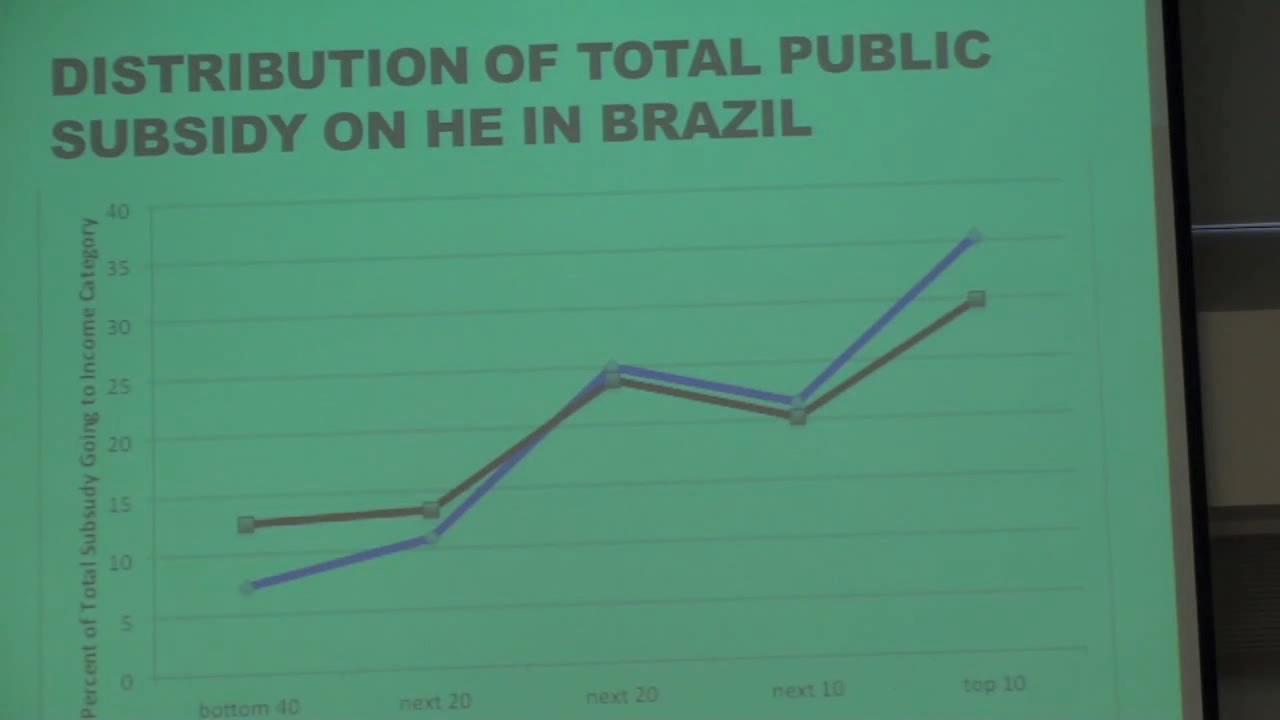 DISTRIBUTION OF TOTAL PUBLIC
SUBSIDY ON HE IN BRAZIL
Percent of Total Subsudy Going to Income Category
40
35
30
25
20
15
10
5
0
bottom 40
next 20
next 20
next 10
top 10